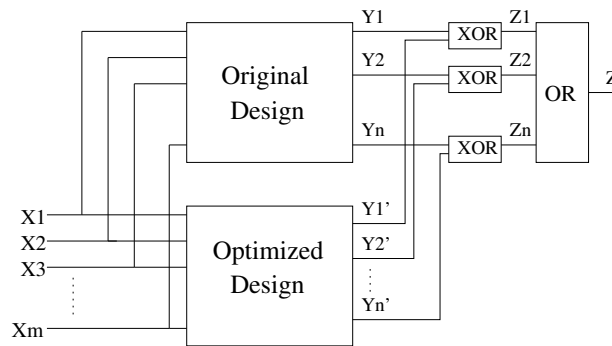 Y1
XOR
Z1
Y2
XOR
Z2
Z
Original
Design
OR
Yn
XOR
Zn
X1
Y1’
X2
Optimized
Design
Y2’
X3
Yn’
Xm